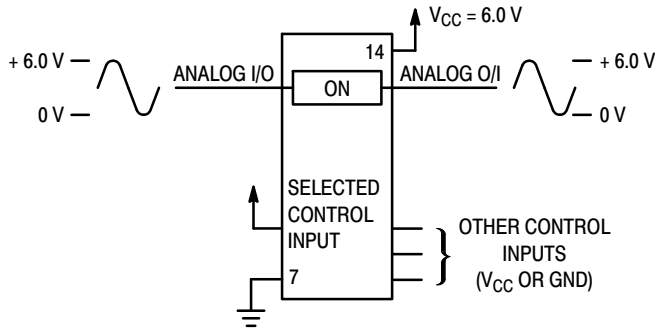 V_CC = 6.0 V
14
+ 6.0 V
ANALOG I/O
ON
ANALOG O/I
+ 6.0 V
0 V
0 V
SELECTED
CONTROL
INPUT
7
OTHER CONTROL
INPUTS
(V_CC OR GND)